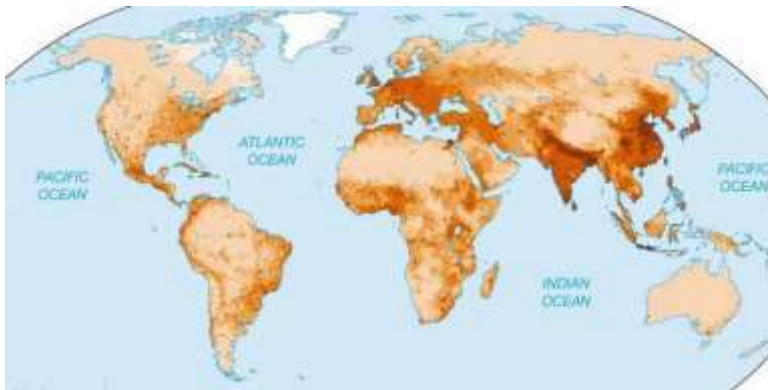 ATLANTIC
OCEAN
PACIFIC
OCEAN
PACIFIC
OCEAN
INDIAN
OCEAN